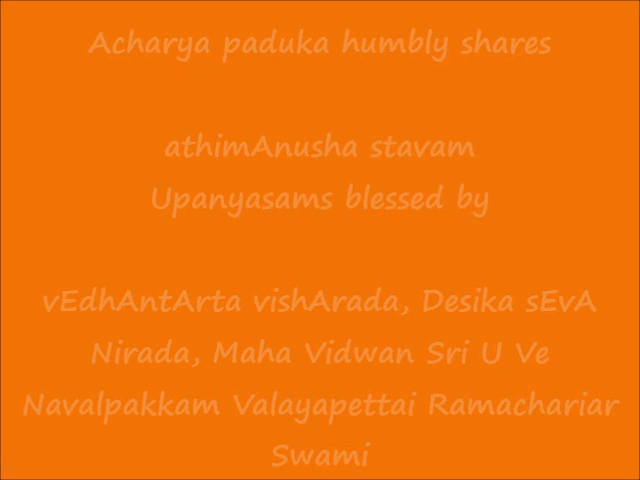 Acharya paduka humbly shares
athimAnusha stavam
Upanyasams blessed by
vEdhAntArta vishArada, Desika sEvA
Nirada, Maha Vidwan Sri U Ve
Navalpakkam Valayapettai Ramachariar
Swami